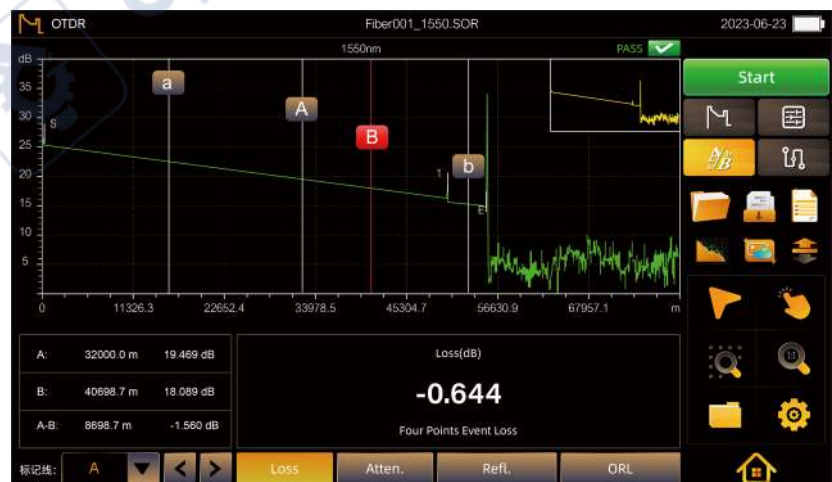 OTDR Fiber001_1550.SOR 2023-06-23
1550nm PASS
dB
35
30
25
20
15
10
5
S
a
A
B
1
b
E
0 11326.3 22652.4 33978.5 45304.7 56630.9 67957.1 m
Start
A/B
1:1
A: 32000.0 m 19.469 dB
B: 40698.7 m 18.089 dB
A-B: 8698.7 m -1.560 dB
Loss(dB)
-0.644
Four Points Event Loss
标记线: A
Loss Atten. Refl. ORL